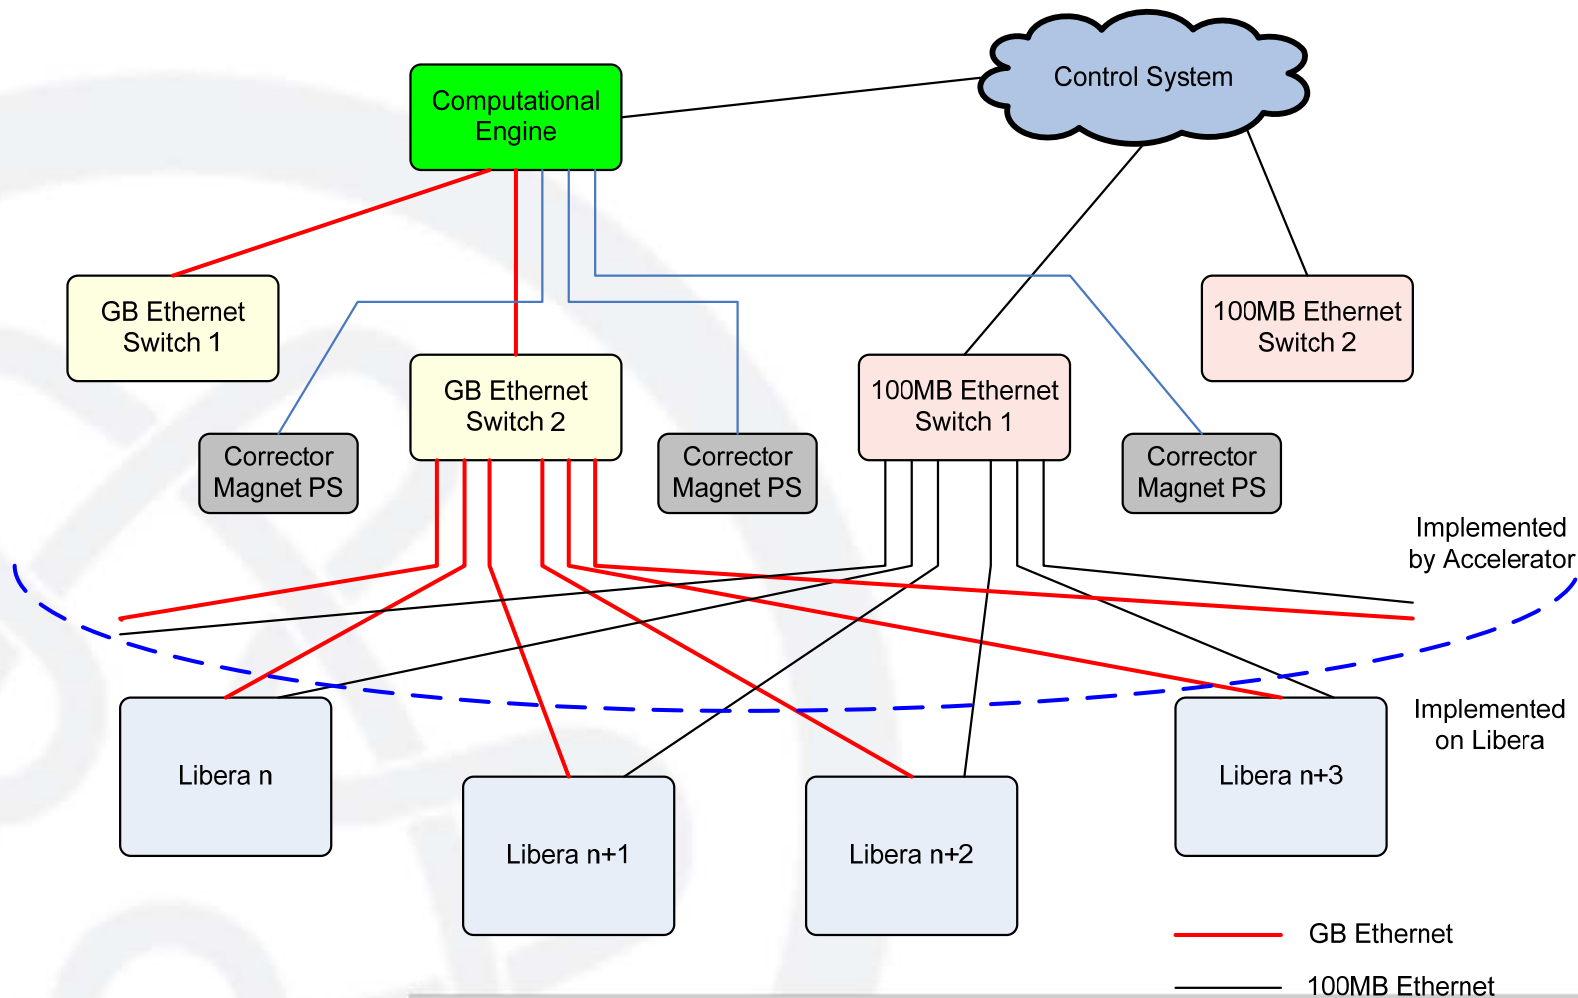 Computational
Engine
Control System
GB Ethernet
Switch 1
100MB Ethernet
Switch 2
GB Ethernet
Switch 2
100MB Ethernet
Switch 1
Corrector
Magnet PS
Corrector
Magnet PS
Corrector
Magnet PS
Implemented
by Accelerator
Implemented
on Libera
Libera n
Libera n+1
Libera n+2
Libera n+3
GB Ethernet
100MB Ethernet